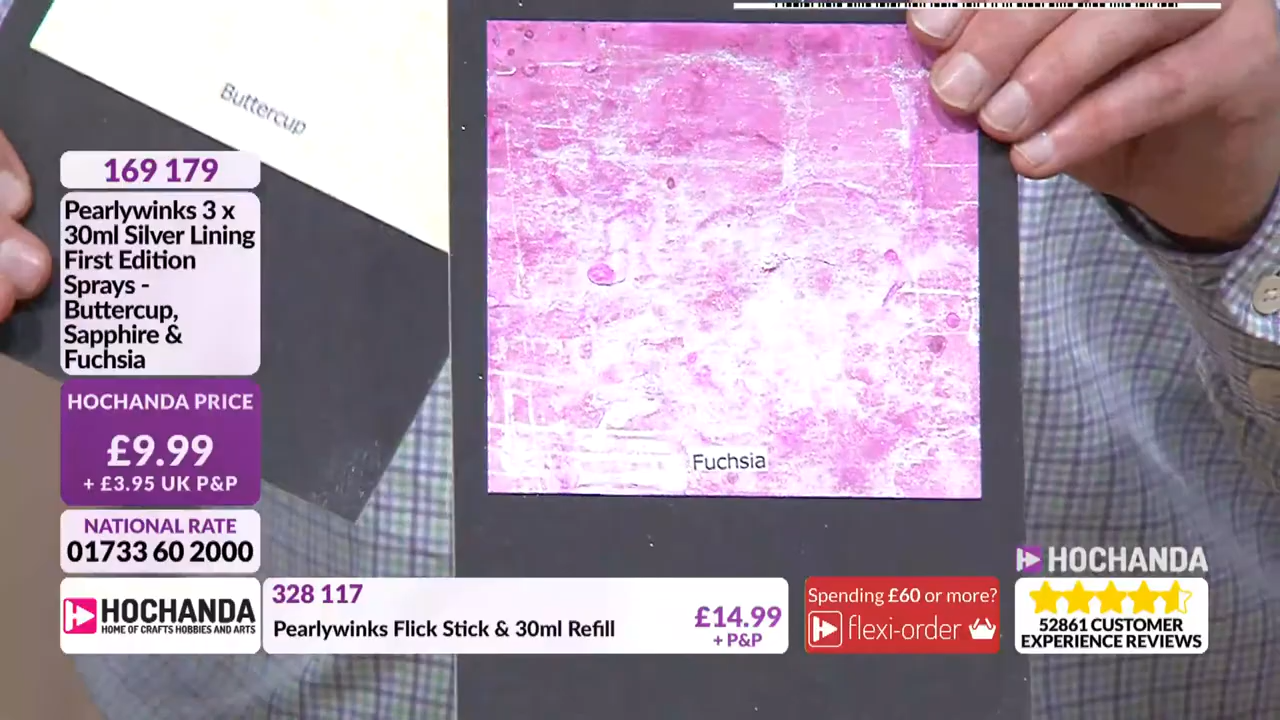 Buttercup
169 179
Pearlywinks 3 x
30ml Silver Lining
First Edition
Sprays -
Buttercup,
Sapphire &
Fuchsia
HOCHANDA PRICE
£9.99
+ £3.95 UK P&P
NATIONAL RATE
01733 60 2000
Fuchsia
HOCHANDA
HOCHANDA
HOME OF CRAFTS HOBBIES AND ARTS
328 117
Pearlywinks Flick Stick & 30ml Refill
£14.99
+ P&P
Spending £60 or more?
flexi-order
52861 CUSTOMER
EXPERIENCE REVIEWS